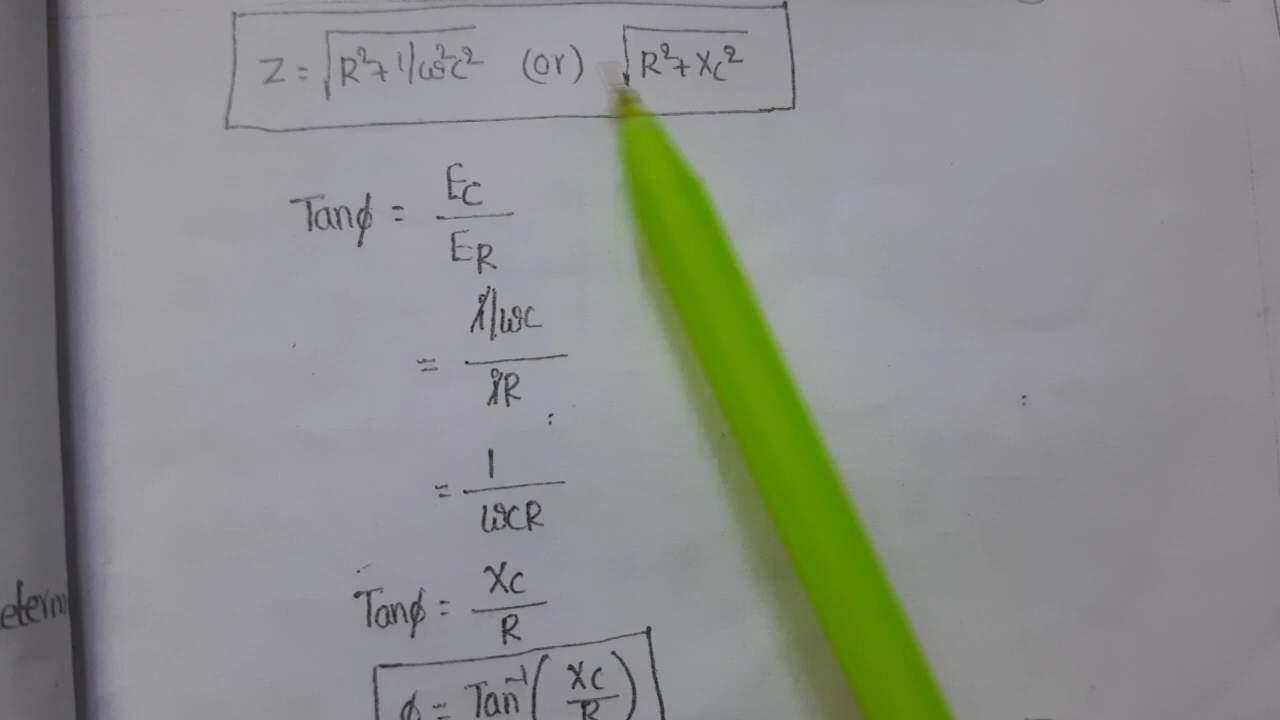 Z = √R²+1/ω²c² (or) √R²+Xc²
Tanϕ = Ec/ER
= i/ωc/iR
= 1/ωCR
Tanϕ = Xc/R
eterm
ϕ = Tan⁻¹(Xc/R)